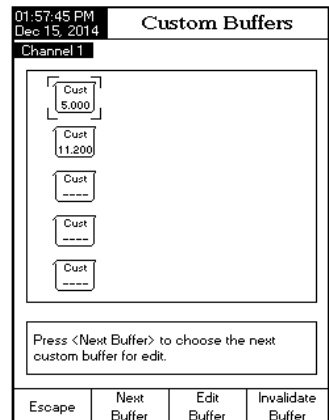 01:57:45 PM
Dec 15, 2014
Custom Buffers
Channel 1
Cust
5.000
Cust
11.200
Cust
----
Cust
----
Cust
----
Press <Next Buffer> to choose the next
custom buffer for edit.
Escape
Next
Buffer
Edit
Buffer
Invalidate
Buffer